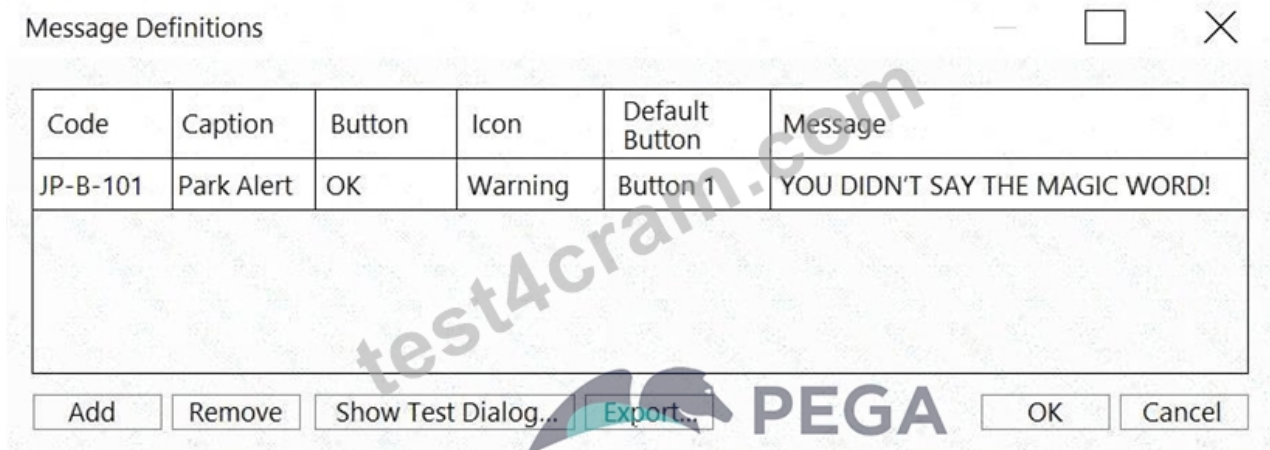 Message Definitions
Code Caption Button Icon Default Button Message
JP-B-101 Park Alert OK Warning Button 1 YOU DIDN'T SAY THE MAGIC WORD!
test4cram.com
Add Remove Show Test Dialog... Export... PEGA OK Cancel